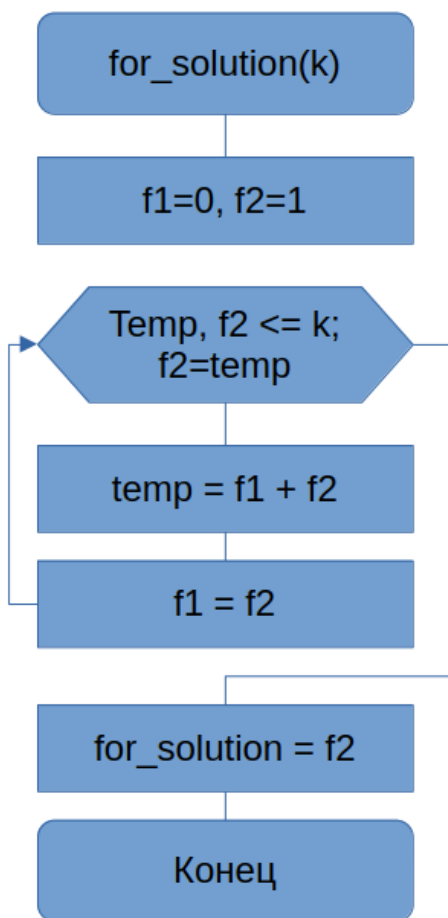 for_solution(k)
f1=0, f2=1
Temp, f2 <= k;
f2=temp
temp = f1 + f2
f1 = f2
for_solution = f2
Конец